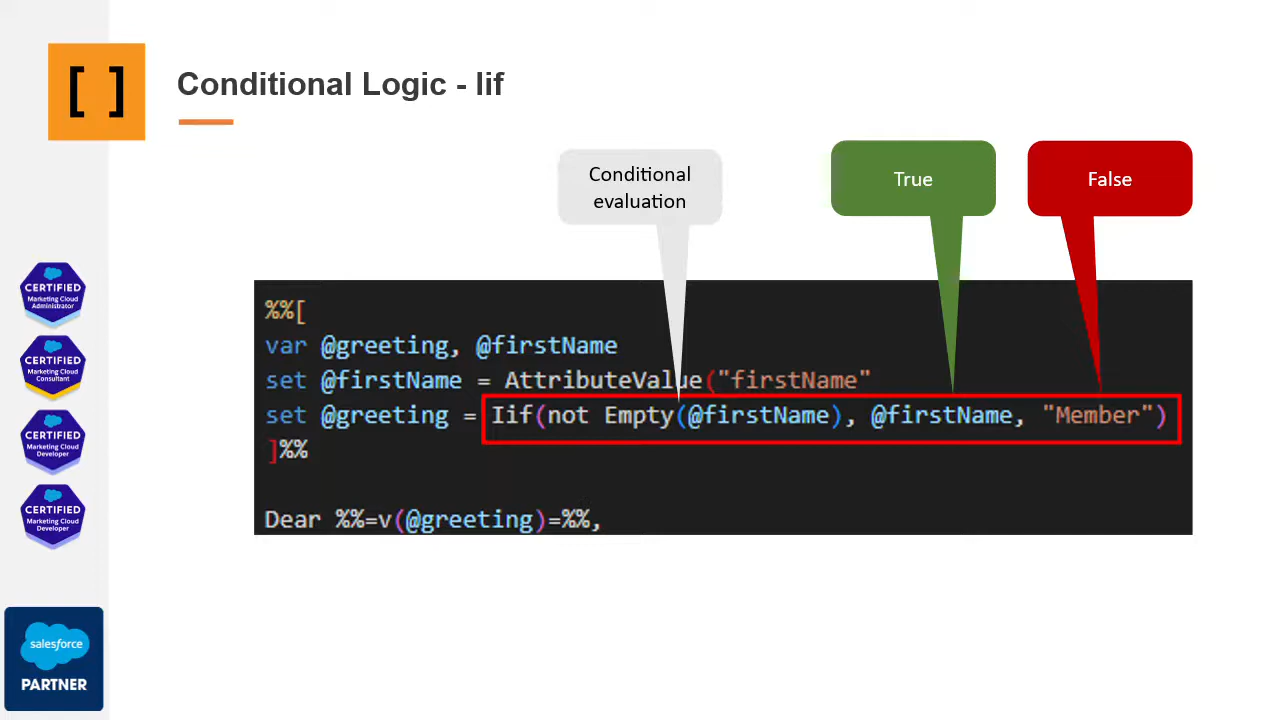 [ ]
Conditional Logic - Iif
Conditional
evaluation
True
False
%%[
var @greeting, @firstName
set @firstName = AttributeValue("firstName"
set @greeting = Iif(not Empty(@firstName), @firstName, "Member")
]%%
Dear %%=v(@greeting)=%%,
CERTIFIED
Marketing Cloud
Administrator
CERTIFIED
Marketing Cloud
Consultant
CERTIFIED
Marketing Cloud
Developer
CERTIFIED
Marketing Cloud
Developer
salesforce
PARTNER